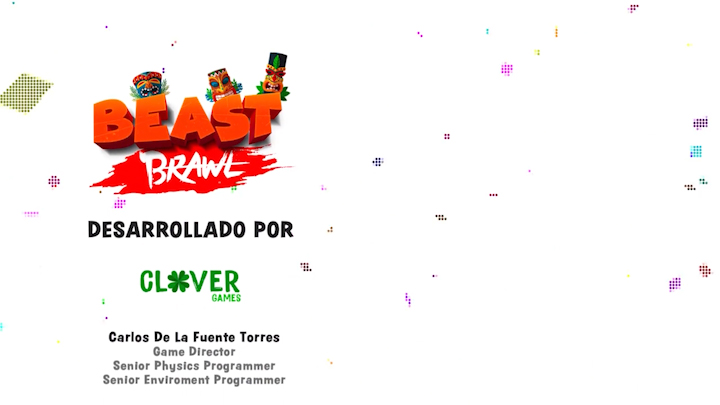 BEAST
BRAWL
DESARROLLADO POR
CLOVER
GAMES
Carlos De La Fuente Torres
Game Director
Senior Physics Programmer
Senior Enviroment Programmer